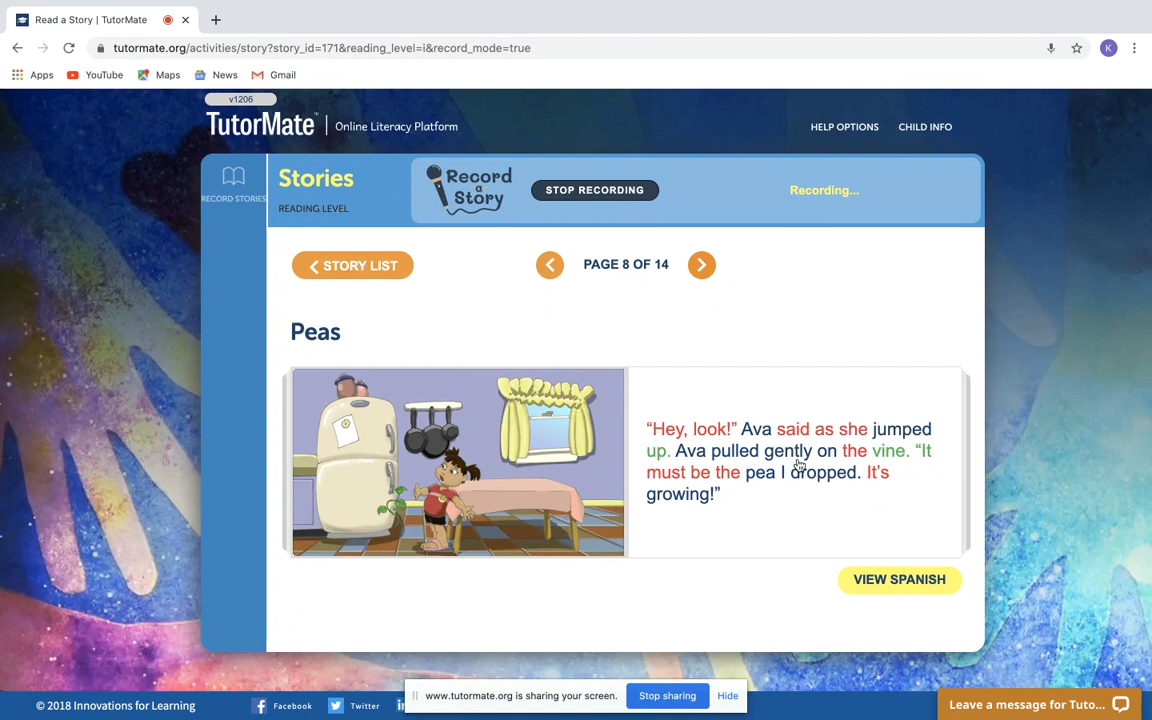 Read a Story | TutorMate
tutormate.org/activities/story?story_id=171&reading_level=i&record_mode=true
K
Apps YouTube Maps News Gmail
v1206
TutorMate™ | Online Literacy Platform
HELP OPTIONS CHILD INFO
RECORD STORIES
Stories
READING LEVEL
Record
a
Story
STOP RECORDING
Recording...
STORY LIST
PAGE 8 OF 14
Peas
“Hey, look!” Ava said as she jumped
up. Ava pulled gently on the vine. “It
must be the pea I dropped. It’s
growing!”
VIEW SPANISH
www.tutormate.org is sharing your screen. Stop sharing Hide
© 2018 Innovations for Learning Facebook Twitter
Leave a message for Tuto...